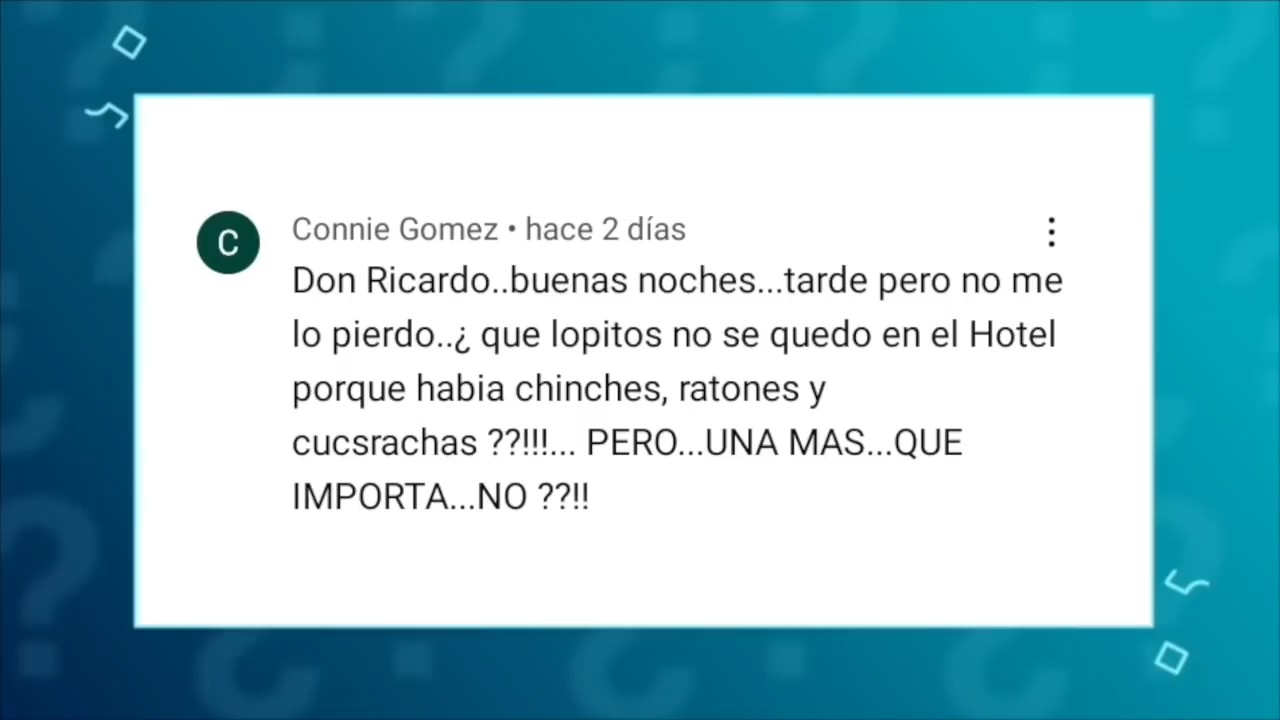 C
Connie Gomez • hace 2 días
Don Ricardo..buenas noches...tarde pero no me
lo pierdo..¿ que lopitos no se quedo en el Hotel
porque habia chinches, ratones y
cucsrachas ??!!!... PERO...UNA MAS...QUE
IMPORTA...NO ??!!